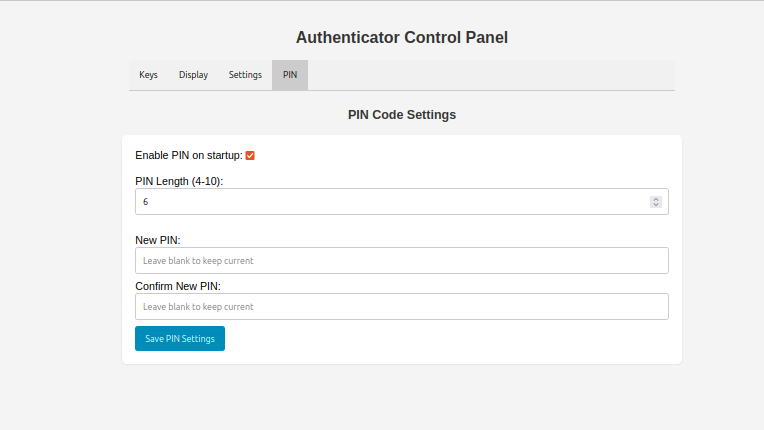 Authenticator Control Panel
Keys Display Settings PIN
PIN Code Settings
Enable PIN on startup:
PIN Length (4-10):
6
New PIN:
Leave blank to keep current
Confirm New PIN:
Leave blank to keep current
Save PIN Settings